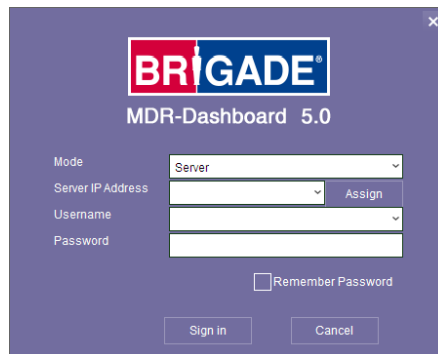 BRIGADE®
MDR-Dashboard 5.0
Mode
Server
Server IP Address
Assign
Username
Password
Remember Password
Sign in
Cancel